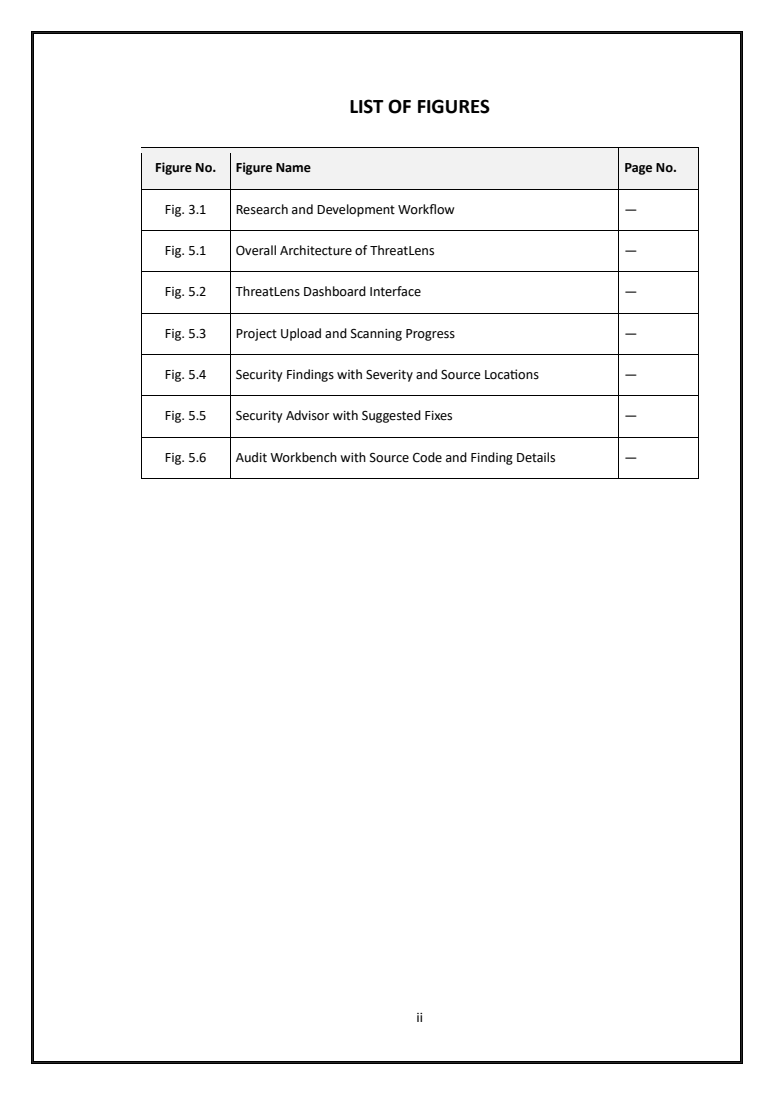 LIST OF FIGURES
Figure No. Figure Name Page No.
Fig. 3.1 Research and Development Workflow —
Fig. 5.1 Overall Architecture of ThreatLens —
Fig. 5.2 ThreatLens Dashboard Interface —
Fig. 5.3 Project Upload and Scanning Progress —
Fig. 5.4 Security Findings with Severity and Source Locations —
Fig. 5.5 Security Advisor with Suggested Fixes —
Fig. 5.6 Audit Workbench with Source Code and Finding Details —
ii